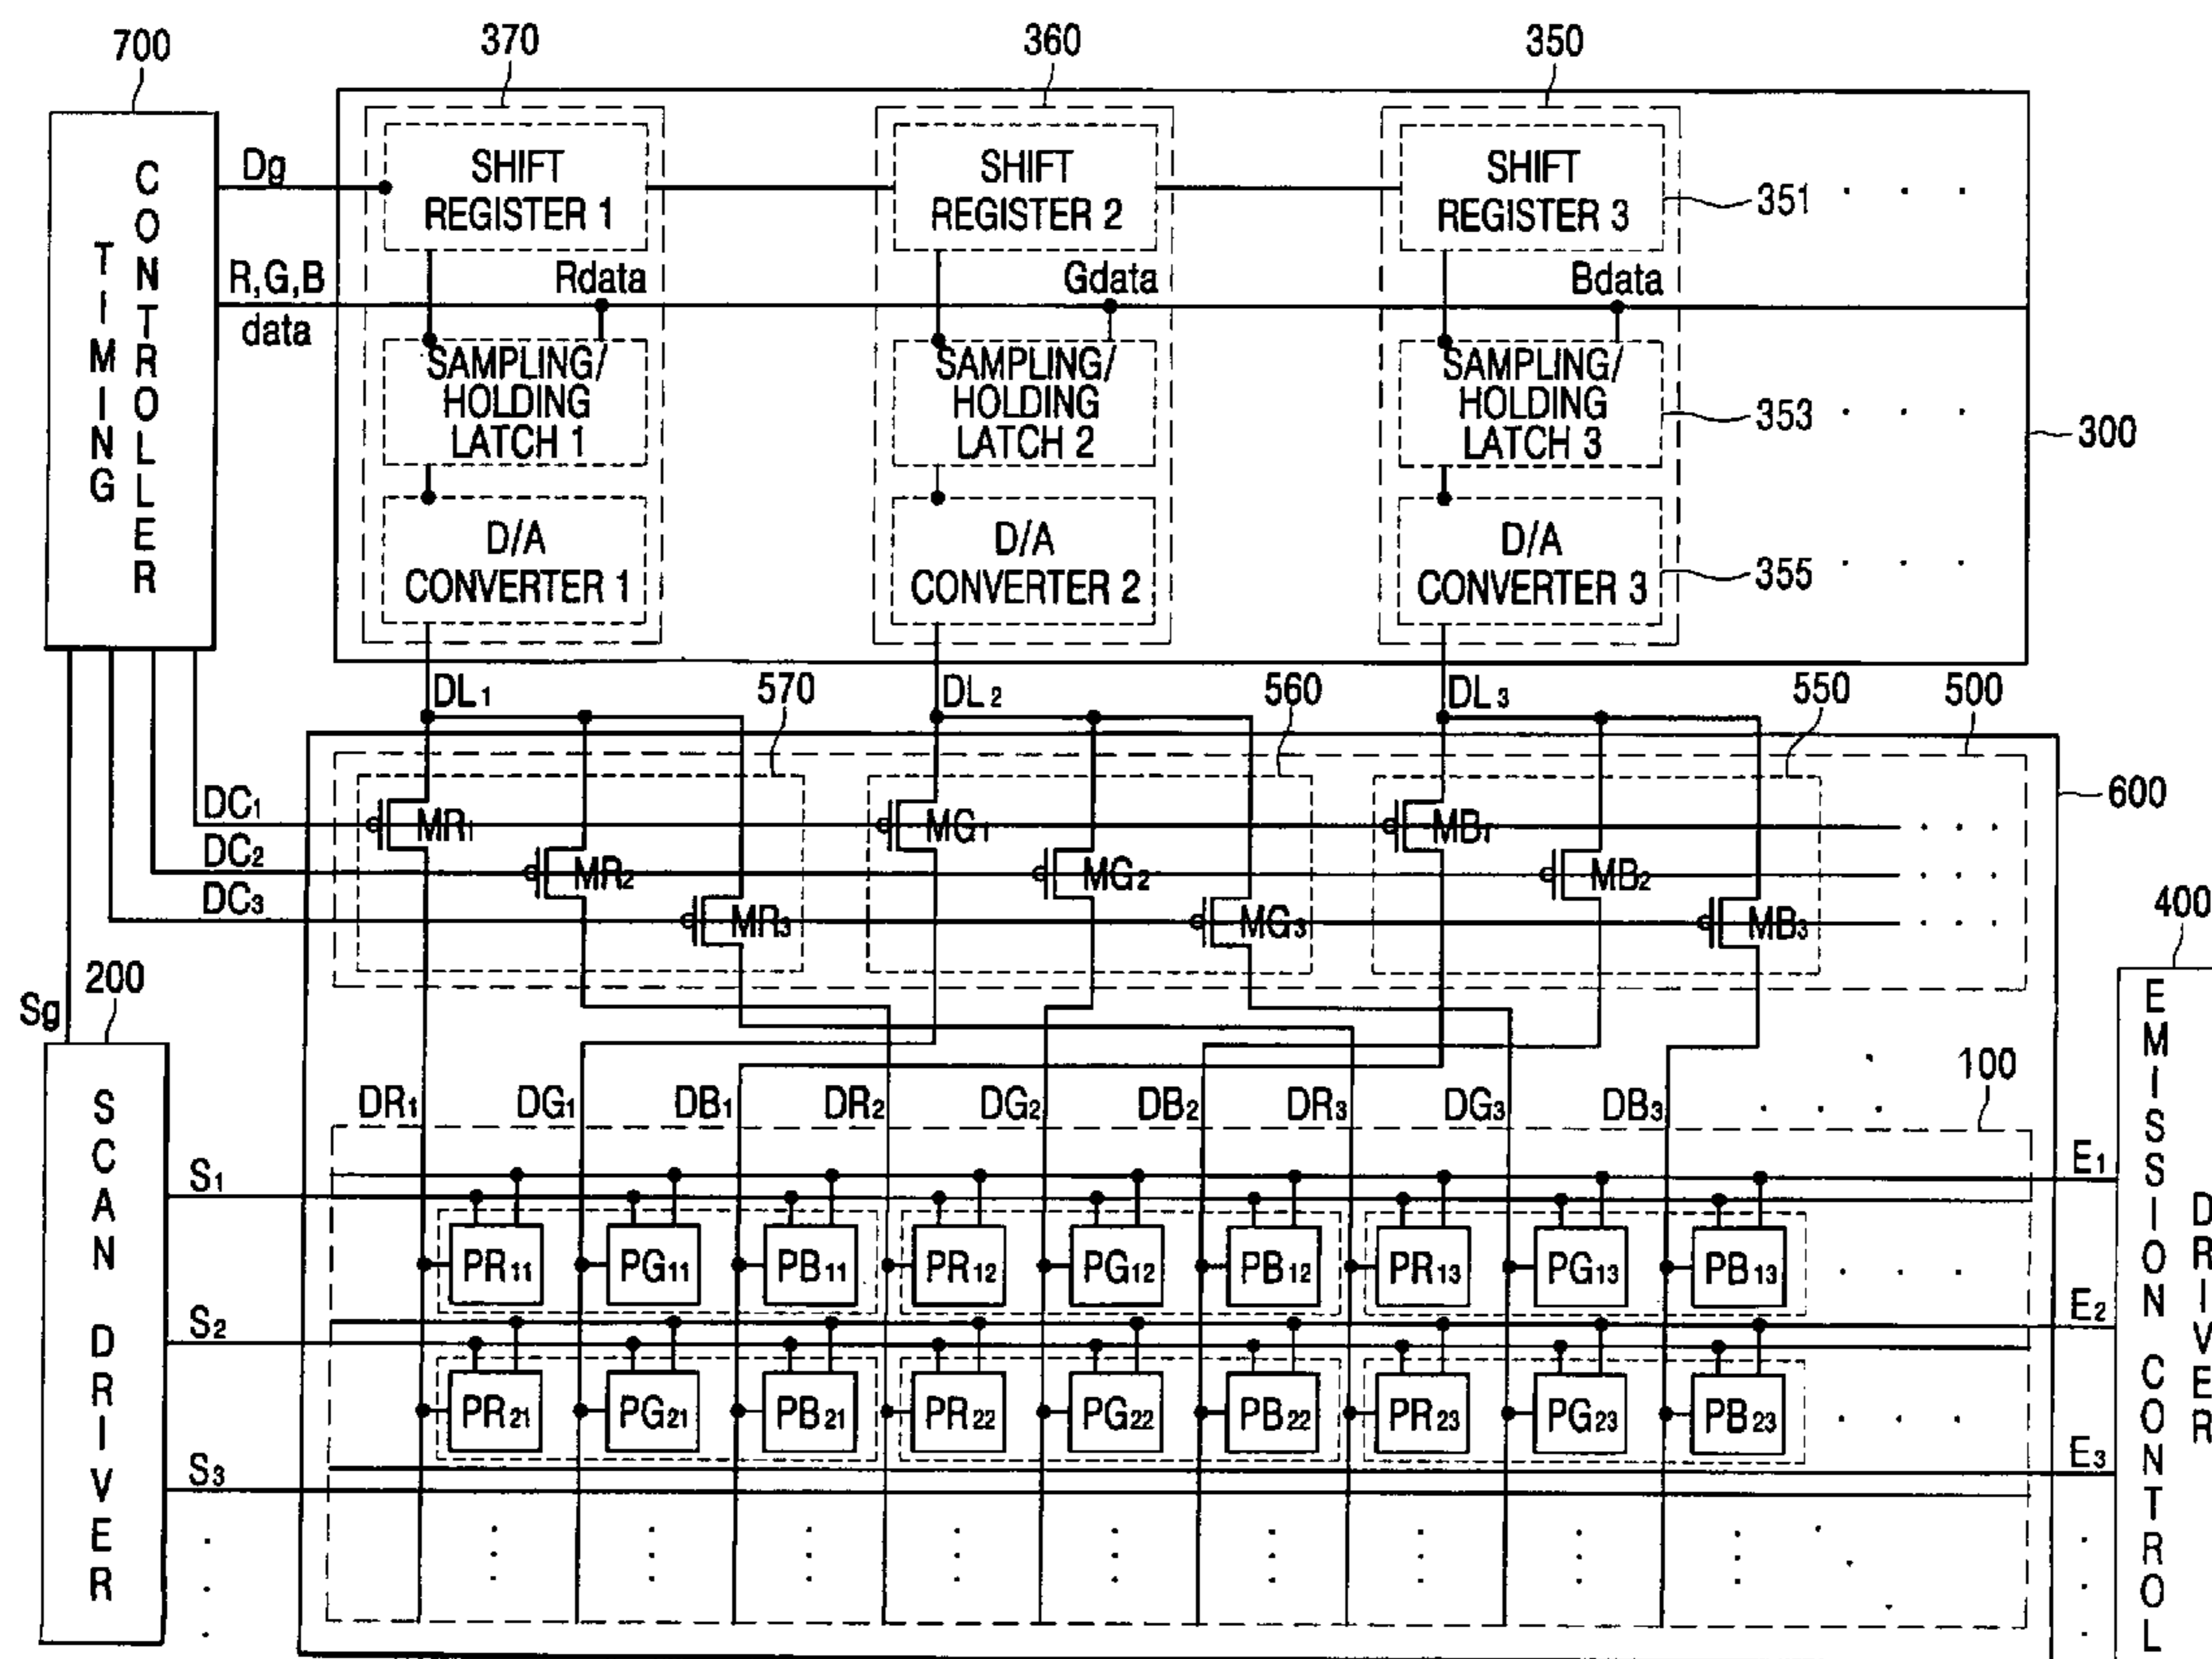 700
370
360
350
TIMING
CONTROLLER
Dg
SHIFT
REGISTER 1
SHIFT
REGISTER 2
SHIFT
REGISTER 3
351
R,G,B
data
Rdata
Gdata
Bdata
SAMPLING/
HOLDING
LATCH 1
SAMPLING/
HOLDING
LATCH 2
SAMPLING/
HOLDING
LATCH 3
353
300
D/A
CONVERTER 1
D/A
CONVERTER 2
D/A
CONVERTER 3
355
DL1
570
DL2
560
DL3
550
500
600
DC1
MR1
MG1
MB1
DC2
MR2
MG2
MB2
DC3
MR3
MG3
MB3
400
Sg
200
SCAN DRIVER
EMISSION CONTROL
DRIVER
100
DR1
DG1
DB1
DR2
DG2
DB2
DR3
DG3
DB3
S1
E1
PR11
PG11
PB11
PR12
PG12
PB12
PR13
PG13
PB13
S2
E2
PR21
PG21
PB21
PR22
PG22
PB22
PR23
PG23
PB23
S3
E3